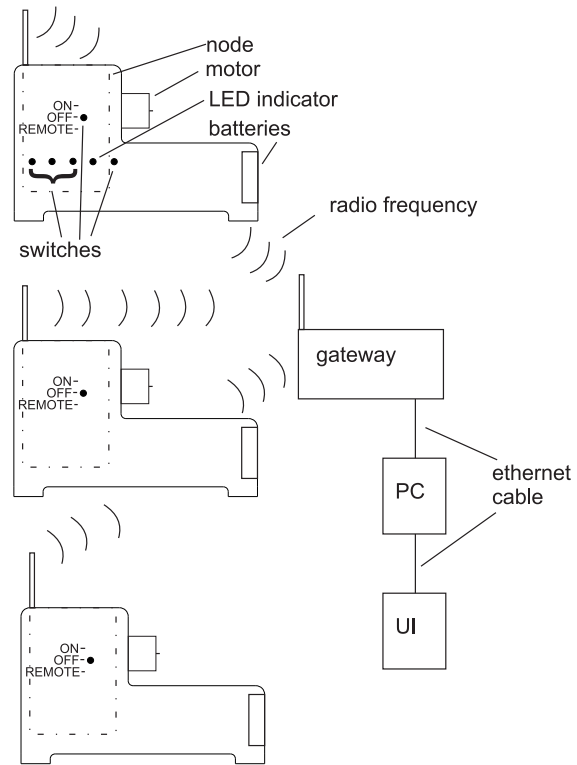 node
motor
LED indicator
batteries
ON-
OFF-
REMOTE-
switches
radio frequency
ON-
OFF-
REMOTE-
gateway
PC
ethernet
cable
UI
ON-
OFF-
REMOTE-